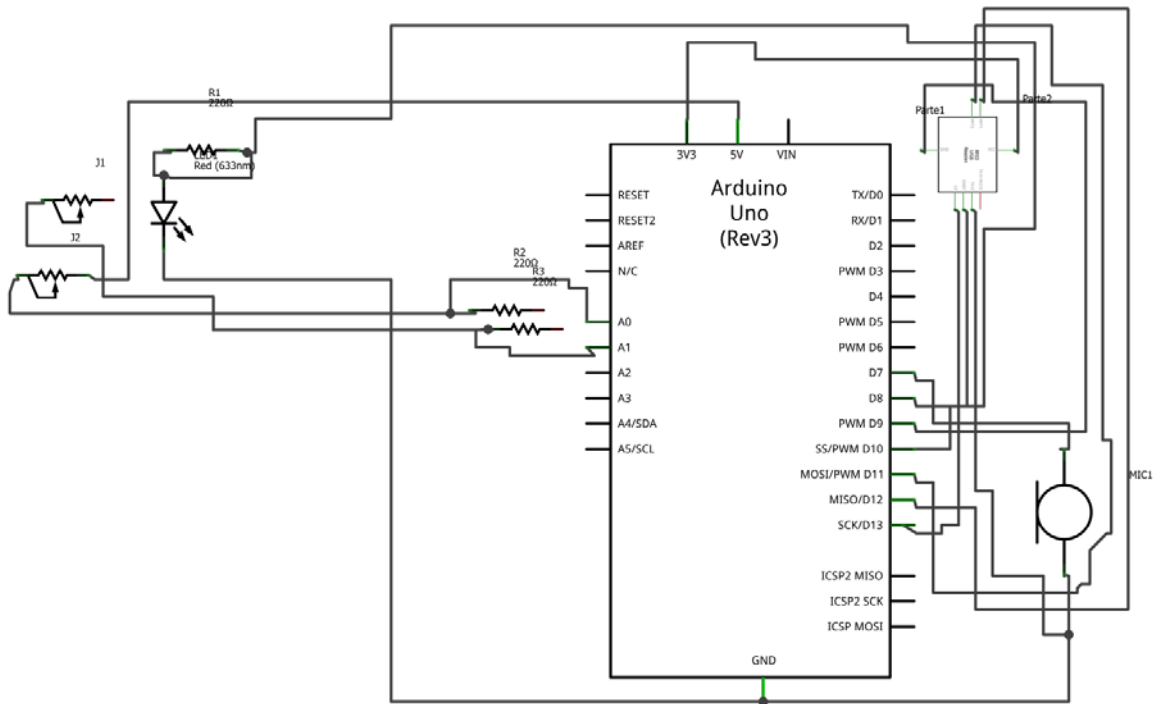 R1
220Ω
Red (633nm)
J1
J2
R2
220Ω
R3
220Ω
3V3
5V
VIN
Arduino
Uno
(Rev3)
RESET
RESET2
AREF
N/C
A0
A1
A2
A3
A4/SDA
A5/SCL
TX/D0
RX/D1
D2
PWM D3
D4
PWM D5
PWM D6
D7
D8
PWM D9
SS/PWM D10
MOSI/PWM D11
MISO/D12
SCK/D13
ICSP2 MISO
ICSP2 SCK
ICSP MOSI
GND
Parte1
Parte2
MIC1